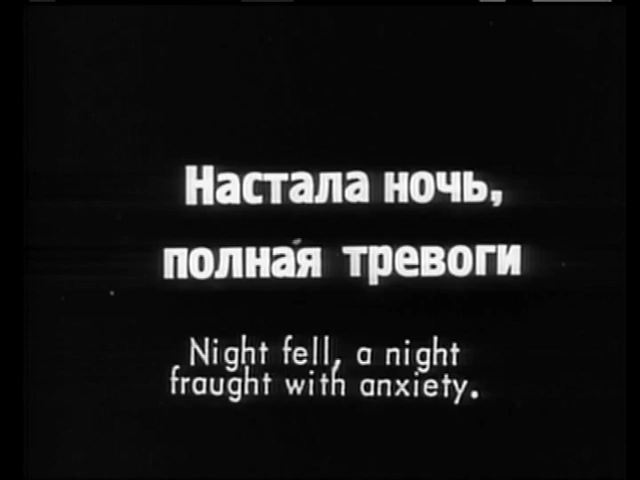 Настала ночь,
полная тревоги
Night fell, a night
fraught with anxiety.